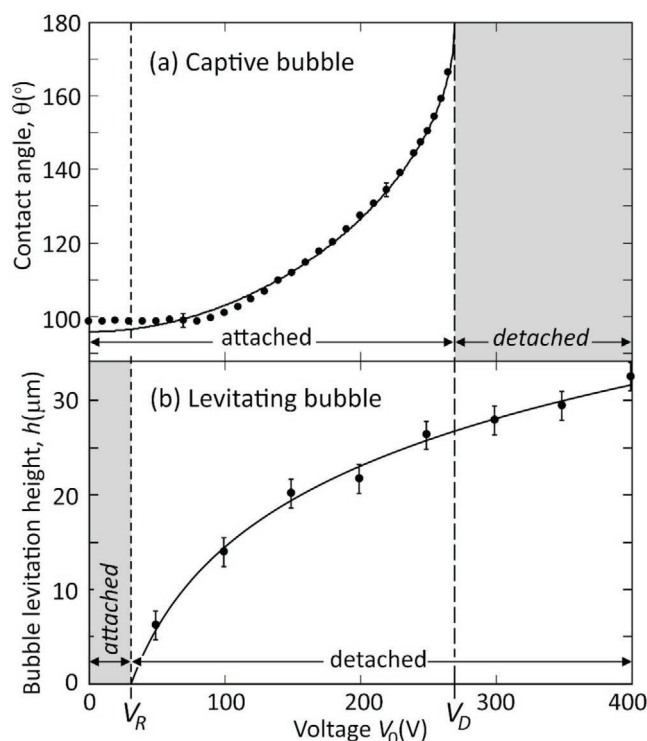 180
(a) Captive bubble
160
Contact angle, θ(°)
140
120
100
attached
detached
(b) Levitating bubble
30
Bubble levitation height, h(μm)
20
10
attached
detached
0
0
100
200
300
400
V_R
Voltage V_0(V)
V_D